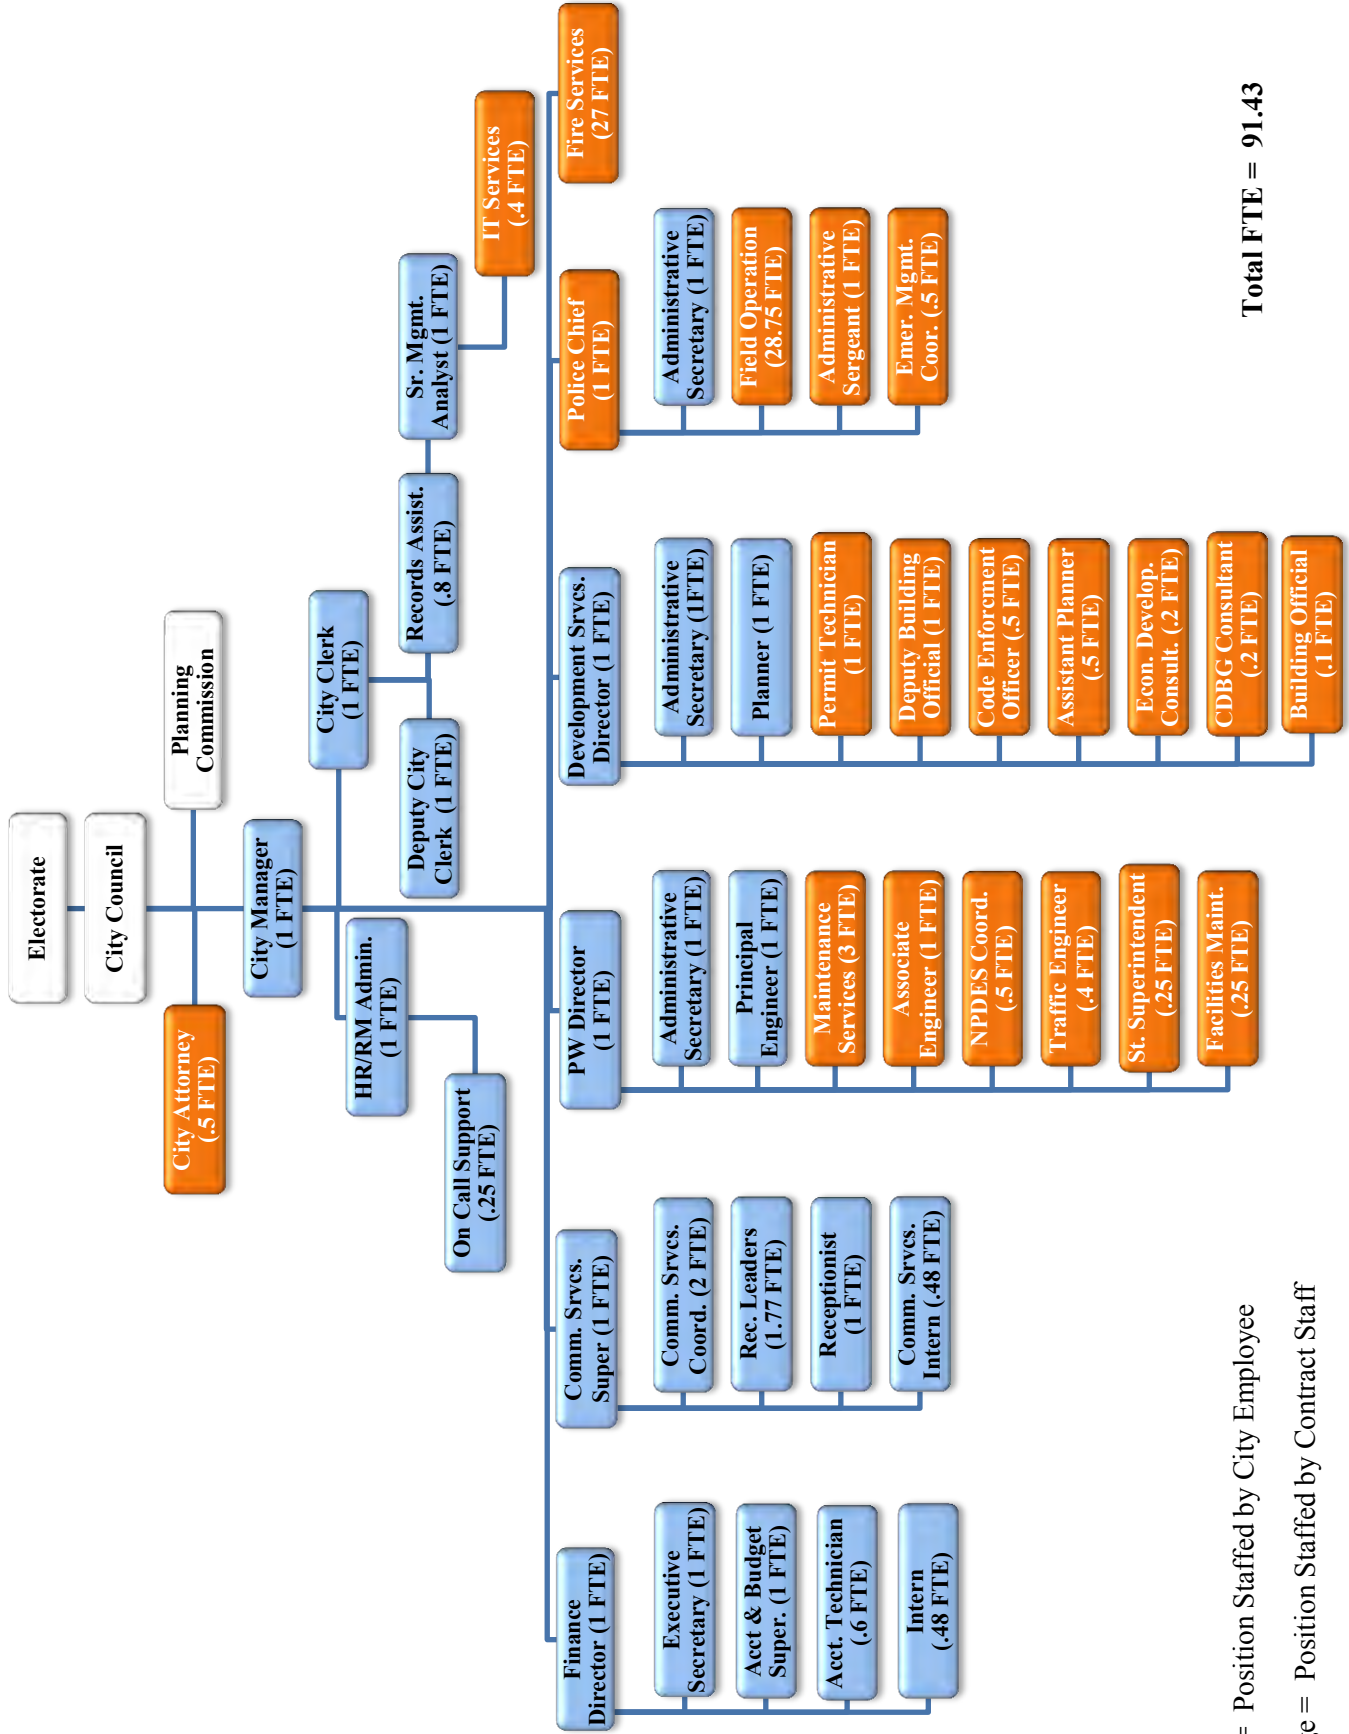 Electorate
City Council
Planning
Commission
City Attorney
(.5 FTE)
City Manager
(1 FTE)
City Clerk
(1 FTE)
HR/RM Admin.
(1 FTE)
Deputy City
Clerk  (1 FTE)
Records Assist.
(.8 FTE)
Sr. Mgmt.
Analyst (1 FTE)
On Call Support
(.25 FTE)
IT Services
(.4 FTE)
Finance
Director (1 FTE)
Executive
Secretary (1 FTE)
Acct & Budget
Super. (1 FTE)
Acct. Technician
(.6 FTE)
Intern
(.48 FTE)
Comm. Srvcs.
Super (1 FTE)
Comm. Srvcs.
Coord. (2 FTE)
Rec. Leaders
(1.77 FTE)
Receptionist
(1 FTE)
Comm. Srvs.
Intern (.48 FTE)
PW Director
(1 FTE)
Administrative
Secretary (1 FTE)
Principal
Engineer (1 FTE)
Maintenance
Services (3 FTE)
Associate
Engineer (1 FTE)
NPDES Coord.
(.5 FTE)
Traffic Engineer
(.4 FTE)
St. Superintendent
(.25 FTE)
Facilities Maint.
(.25 FTE)
Development Srvcs.
Director (1 FTE)
Administrative
Secretary (1FTE)
Planner (1 FTE)
Permit Technician
(1 FTE)
Deputy Building
Official (1 FTE)
Code Enforcment
Officer (.5 FTE)
Assistant Planner
(.5 FTE)
Econ. Develop.
Consult. (.2 FTE)
CDBG Consultant
(.2 FTE)
Building Official
(.1 FTE)
Police Chief
(1 FTE)
Administrative
Secretary (1 FTE)
Field Operation
(28.75 FTE)
Administrative
Sergeant (1 FTE)
Emer. Mgmt.
Coor. (.5 FTE)
Fire Services
(27 FTE)
= Position Staffed by City Employee
ge = Position Staffed by Contract Staff
Total FTE = 91.43